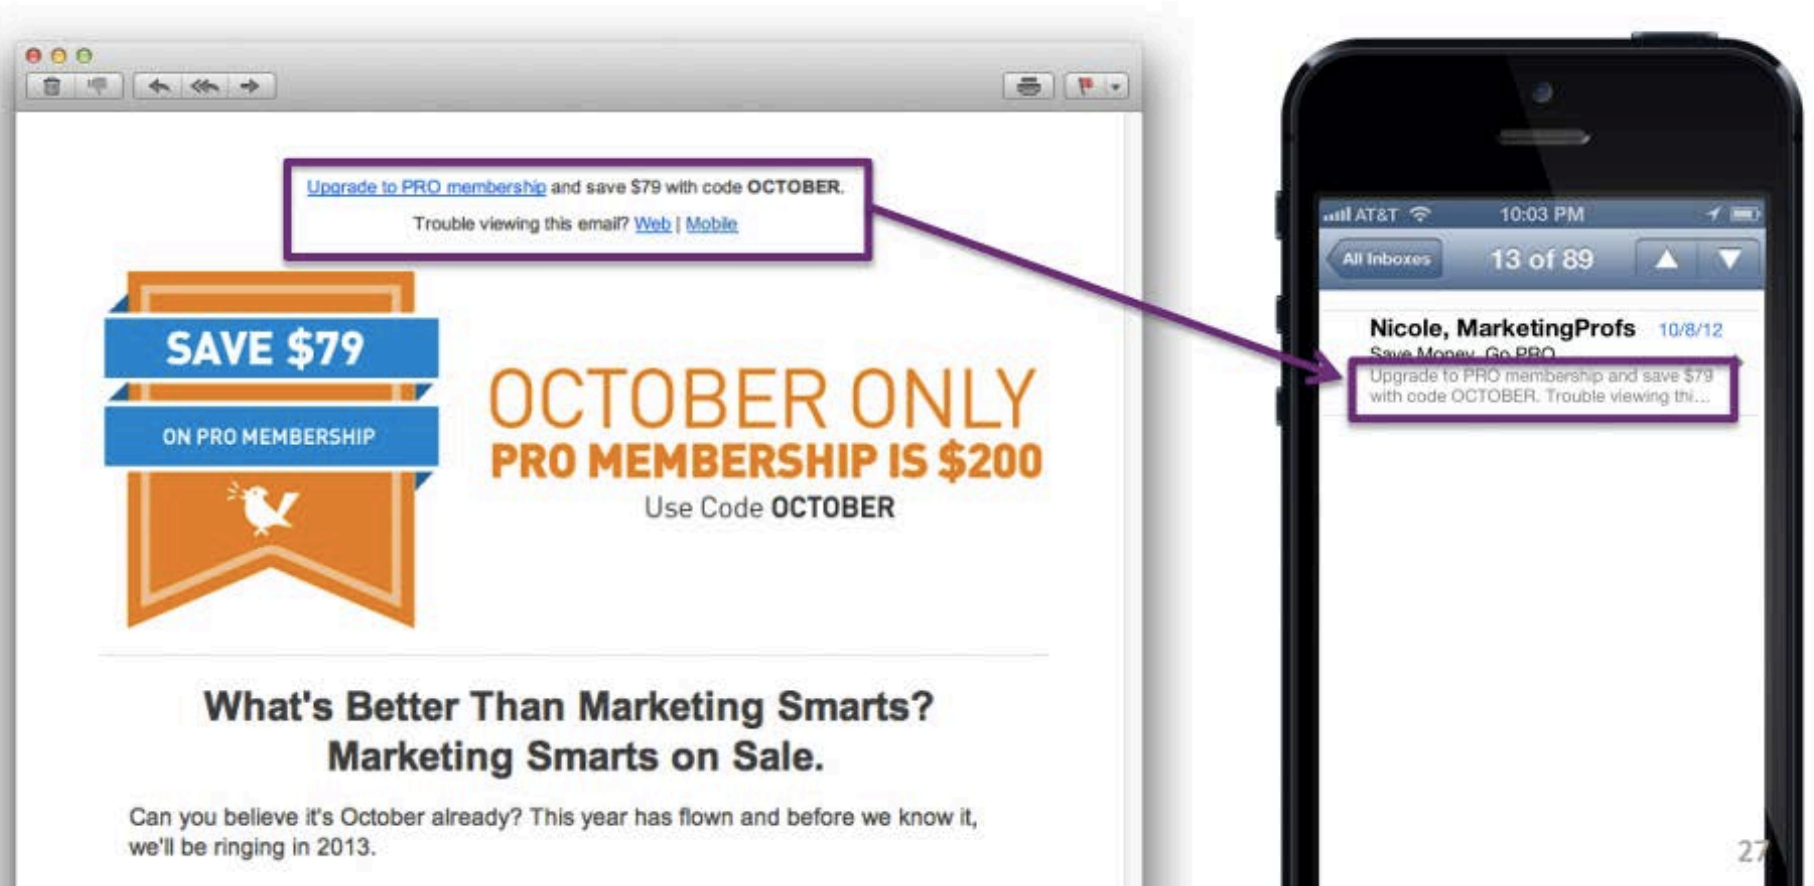 Upgrade to PRO membership and save $79 with code OCTOBER.
Trouble viewing this email? Web | Mobile
SAVE $79
ON PRO MEMBERSHIP
OCTOBER ONLY
PRO MEMBERSHIP IS $200
Use Code OCTOBER
What's Better Than Marketing Smarts?
Marketing Smarts on Sale.
Can you believe it's October already? This year has flown and before we know it,
we'll be ringing in 2013.
AT&T 10:03 PM
All Inboxes 13 of 89
Nicole, MarketingProfs 10/8/12
Save Money, Go PRO
Upgrade to PRO membership and save $79
with code OCTOBER. Trouble viewing thi...
27